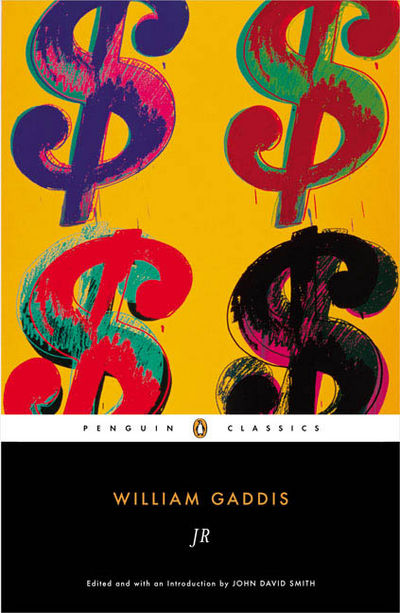 PENGUIN CLASSICS
WILLIAM GADDIS
JR
Edited and with an Introduction by JOHN DAVID SMITH